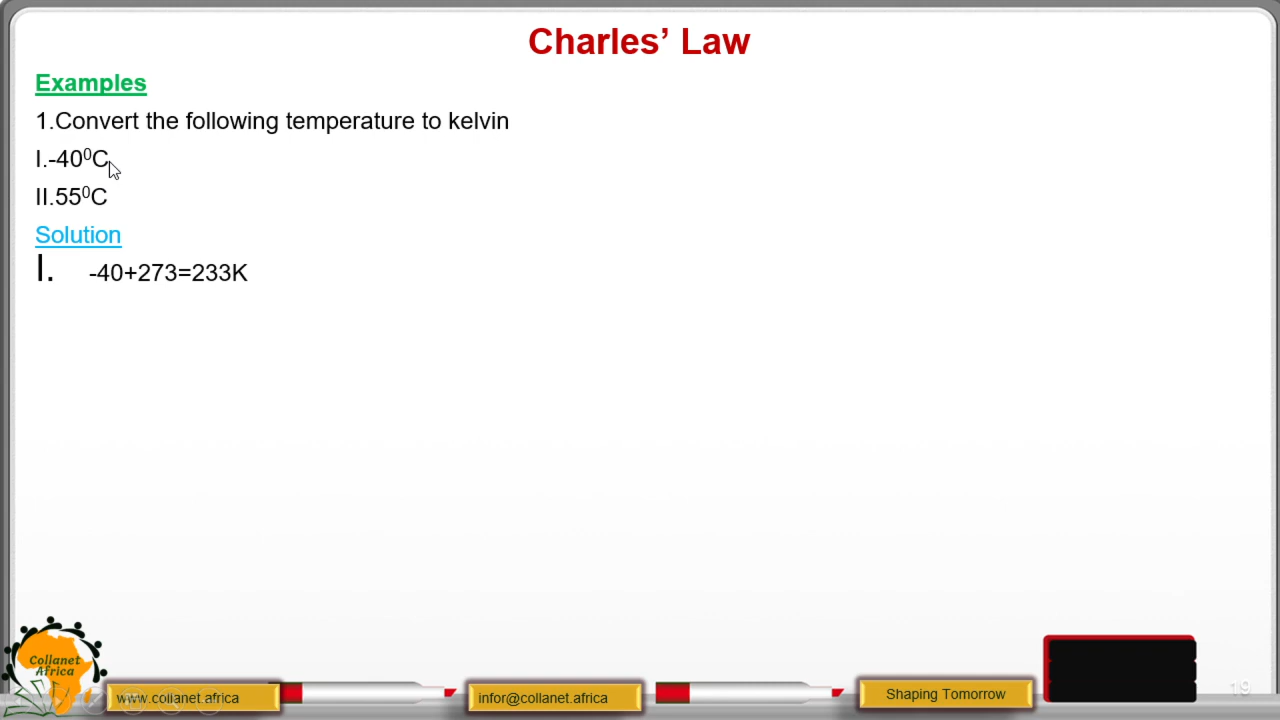 Charles’ Law
Examples
1.Convert the following temperature to kelvin
I.-40⁰C
II.55⁰C
Solution
I. -40+273=233K
Collanet
Africa
www.collanet.africa
infor@collanet.africa
Shaping Tomorrow
19